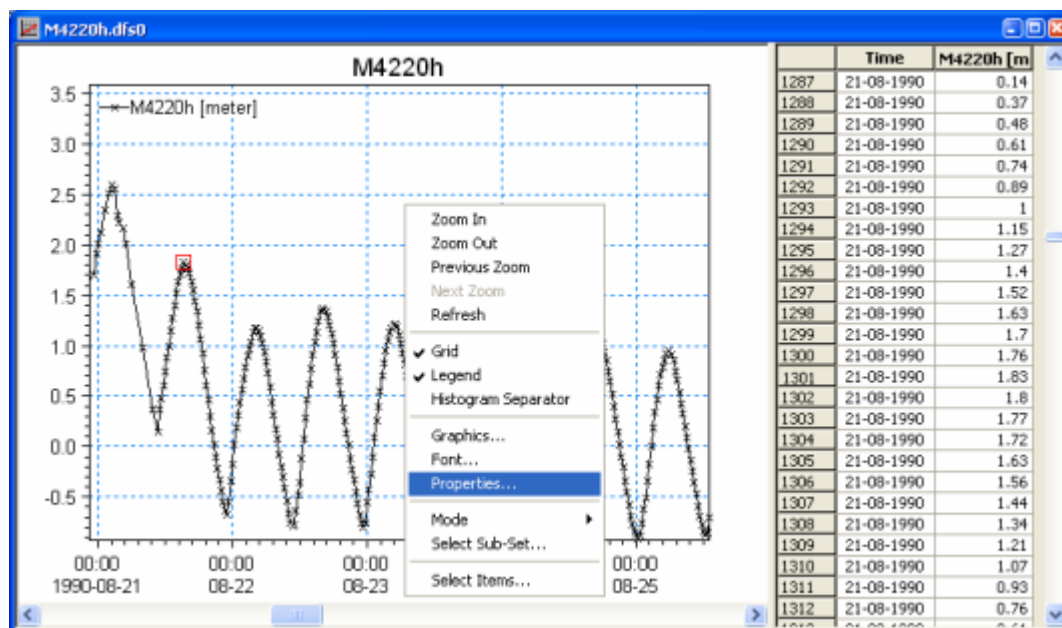 M4220h.dfs0
M4220h
M4220h [meter]
3.5
3.0
2.5
2.0
1.5
1.0
0.5
0.0
-0.5
00:00 00:00 00:00 00:00
1990-08-21 08-22 08-23 08-25
Zoom In
Zoom Out
Previous Zoom
Next Zoom
Refresh
Grid
Legend
Histogram Separator
Graphics...
Font...
Properties...
Mode
Select Sub-Set...
Select Items...
Time M4220h [m
1287 21-08-1990 0.14
1288 21-08-1990 0.37
1289 21-08-1990 0.48
1290 21-08-1990 0.61
1291 21-08-1990 0.74
1292 21-08-1990 0.89
1293 21-08-1990 1
1294 21-08-1990 1.15
1295 21-08-1990 1.27
1296 21-08-1990 1.4
1297 21-08-1990 1.52
1298 21-08-1990 1.63
1299 21-08-1990 1.7
1300 21-08-1990 1.76
1301 21-08-1990 1.83
1302 21-08-1990 1.8
1303 21-08-1990 1.77
1304 21-08-1990 1.72
1305 21-08-1990 1.63
1306 21-08-1990 1.56
1307 21-08-1990 1.44
1308 21-08-1990 1.34
1309 21-08-1990 1.21
1310 21-08-1990 1.07
1311 21-08-1990 0.93
1312 21-08-1990 0.76